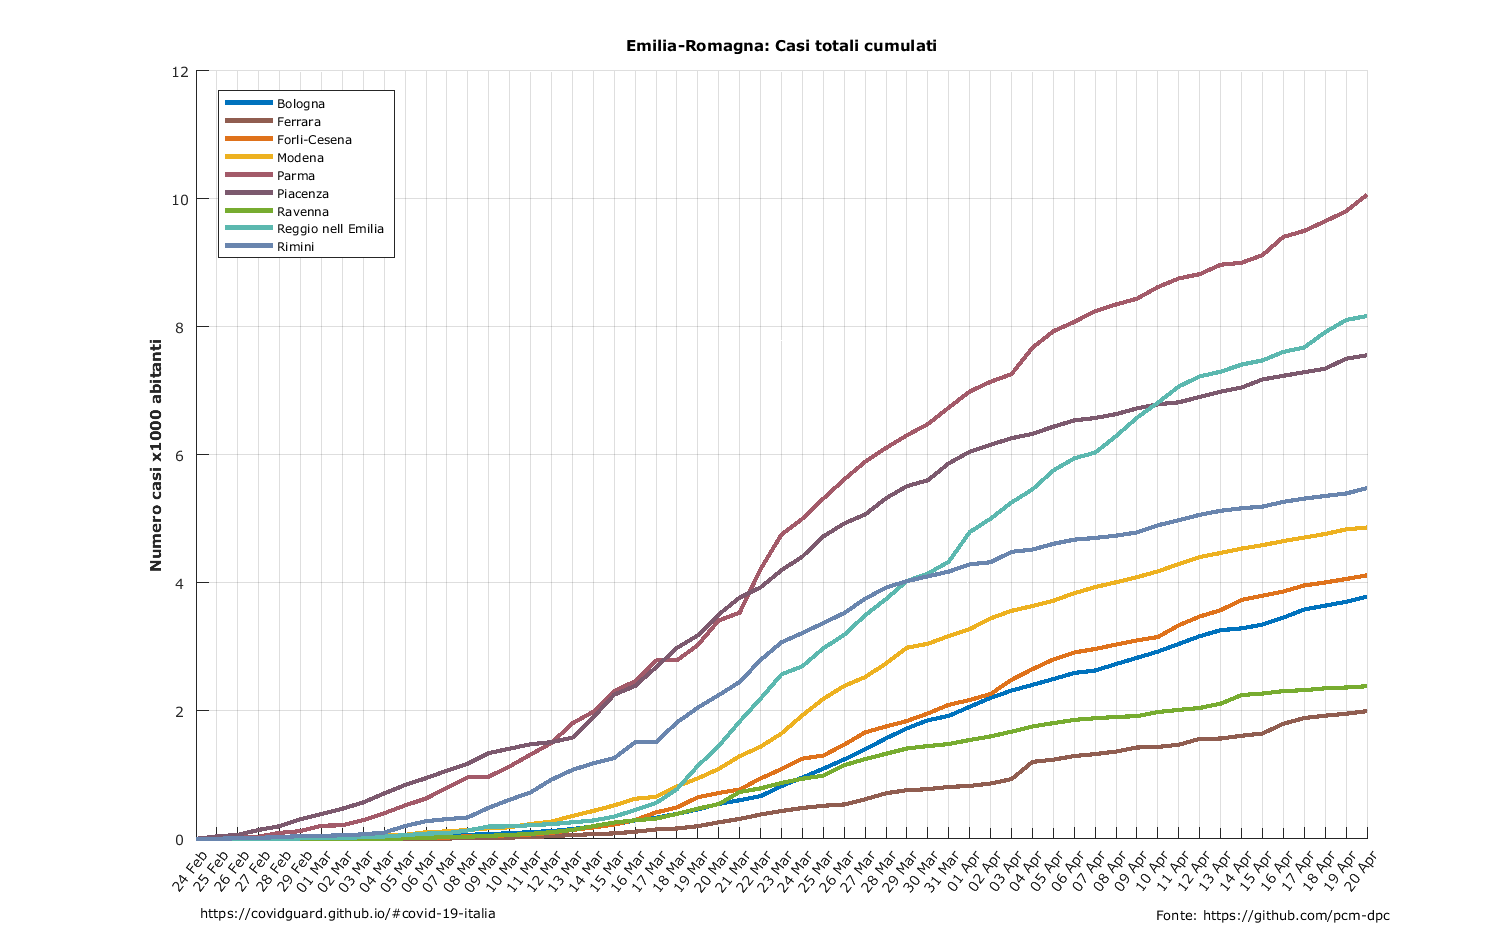 Emilia-Romagna: Casi totali cumulati
12
10
8
6
4
2
0
Numero casi x1000 abitanti
Bologna
Ferrara
Forlì-Cesena
Modena
Parma
Piacenza
Ravenna
Reggio nell Emilia
Rimini
24 Feb
25 Feb
26 Feb
27 Feb
28 Feb
29 Feb
01 Mar
02 Mar
03 Mar
04 Mar
05 Mar
06 Mar
07 Mar
08 Mar
09 Mar
10 Mar
11 Mar
12 Mar
13 Mar
14 Mar
15 Mar
16 Mar
17 Mar
18 Mar
19 Mar
20 Mar
21 Mar
22 Mar
23 Mar
24 Mar
25 Mar
26 Mar
27 Mar
28 Mar
29 Mar
30 Mar
31 Mar
01 Apr
02 Apr
03 Apr
04 Apr
05 Apr
06 Apr
07 Apr
08 Apr
09 Apr
10 Apr
11 Apr
12 Apr
13 Apr
14 Apr
15 Apr
16 Apr
17 Apr
18 Apr
19 Apr
20 Apr
https://covidguard.github.io/#covid-19-italia
Fonte: https://github.com/pcm-dpc